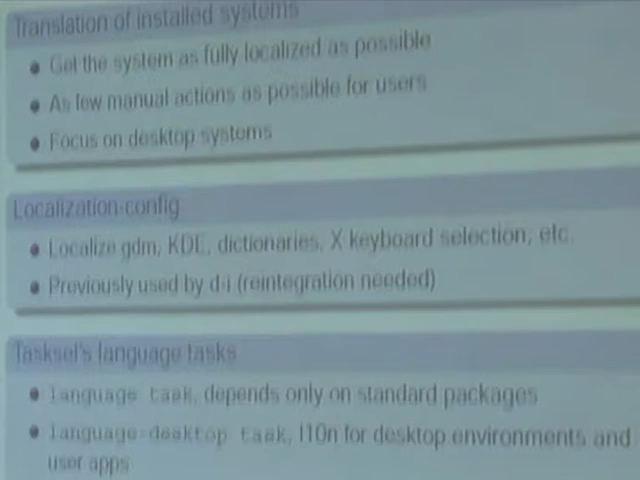 Translation of installed systems
Get the system as fully localized as possible
As few manual actions as possible for users
Focus on desktop systems
Localization-config
Localize gdm, KDE, dictionaries, X keyboard selection, etc.
Previously used by d-i (reintegration needed)
Tasksel's language tasks
language task, depends only on standard packages
language-desktop task, l10n for desktop environments and
user apps